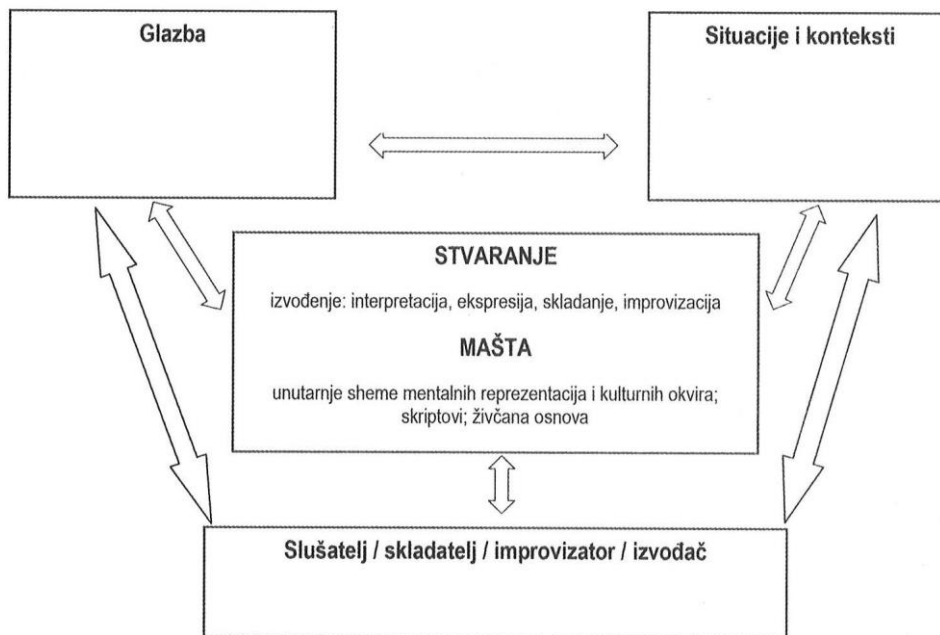 Glazba
Situacije i konteksti
STVARANJE
izvođenje: interpretacija, ekspresija, skladanje, improvizacija
MAŠTA
unutarnje sheme mentalnih reprezentacija i kulturnih okvira;
skriptovi; živčana osnova
Slušatelj / skladatelj / improvizator / izvođač